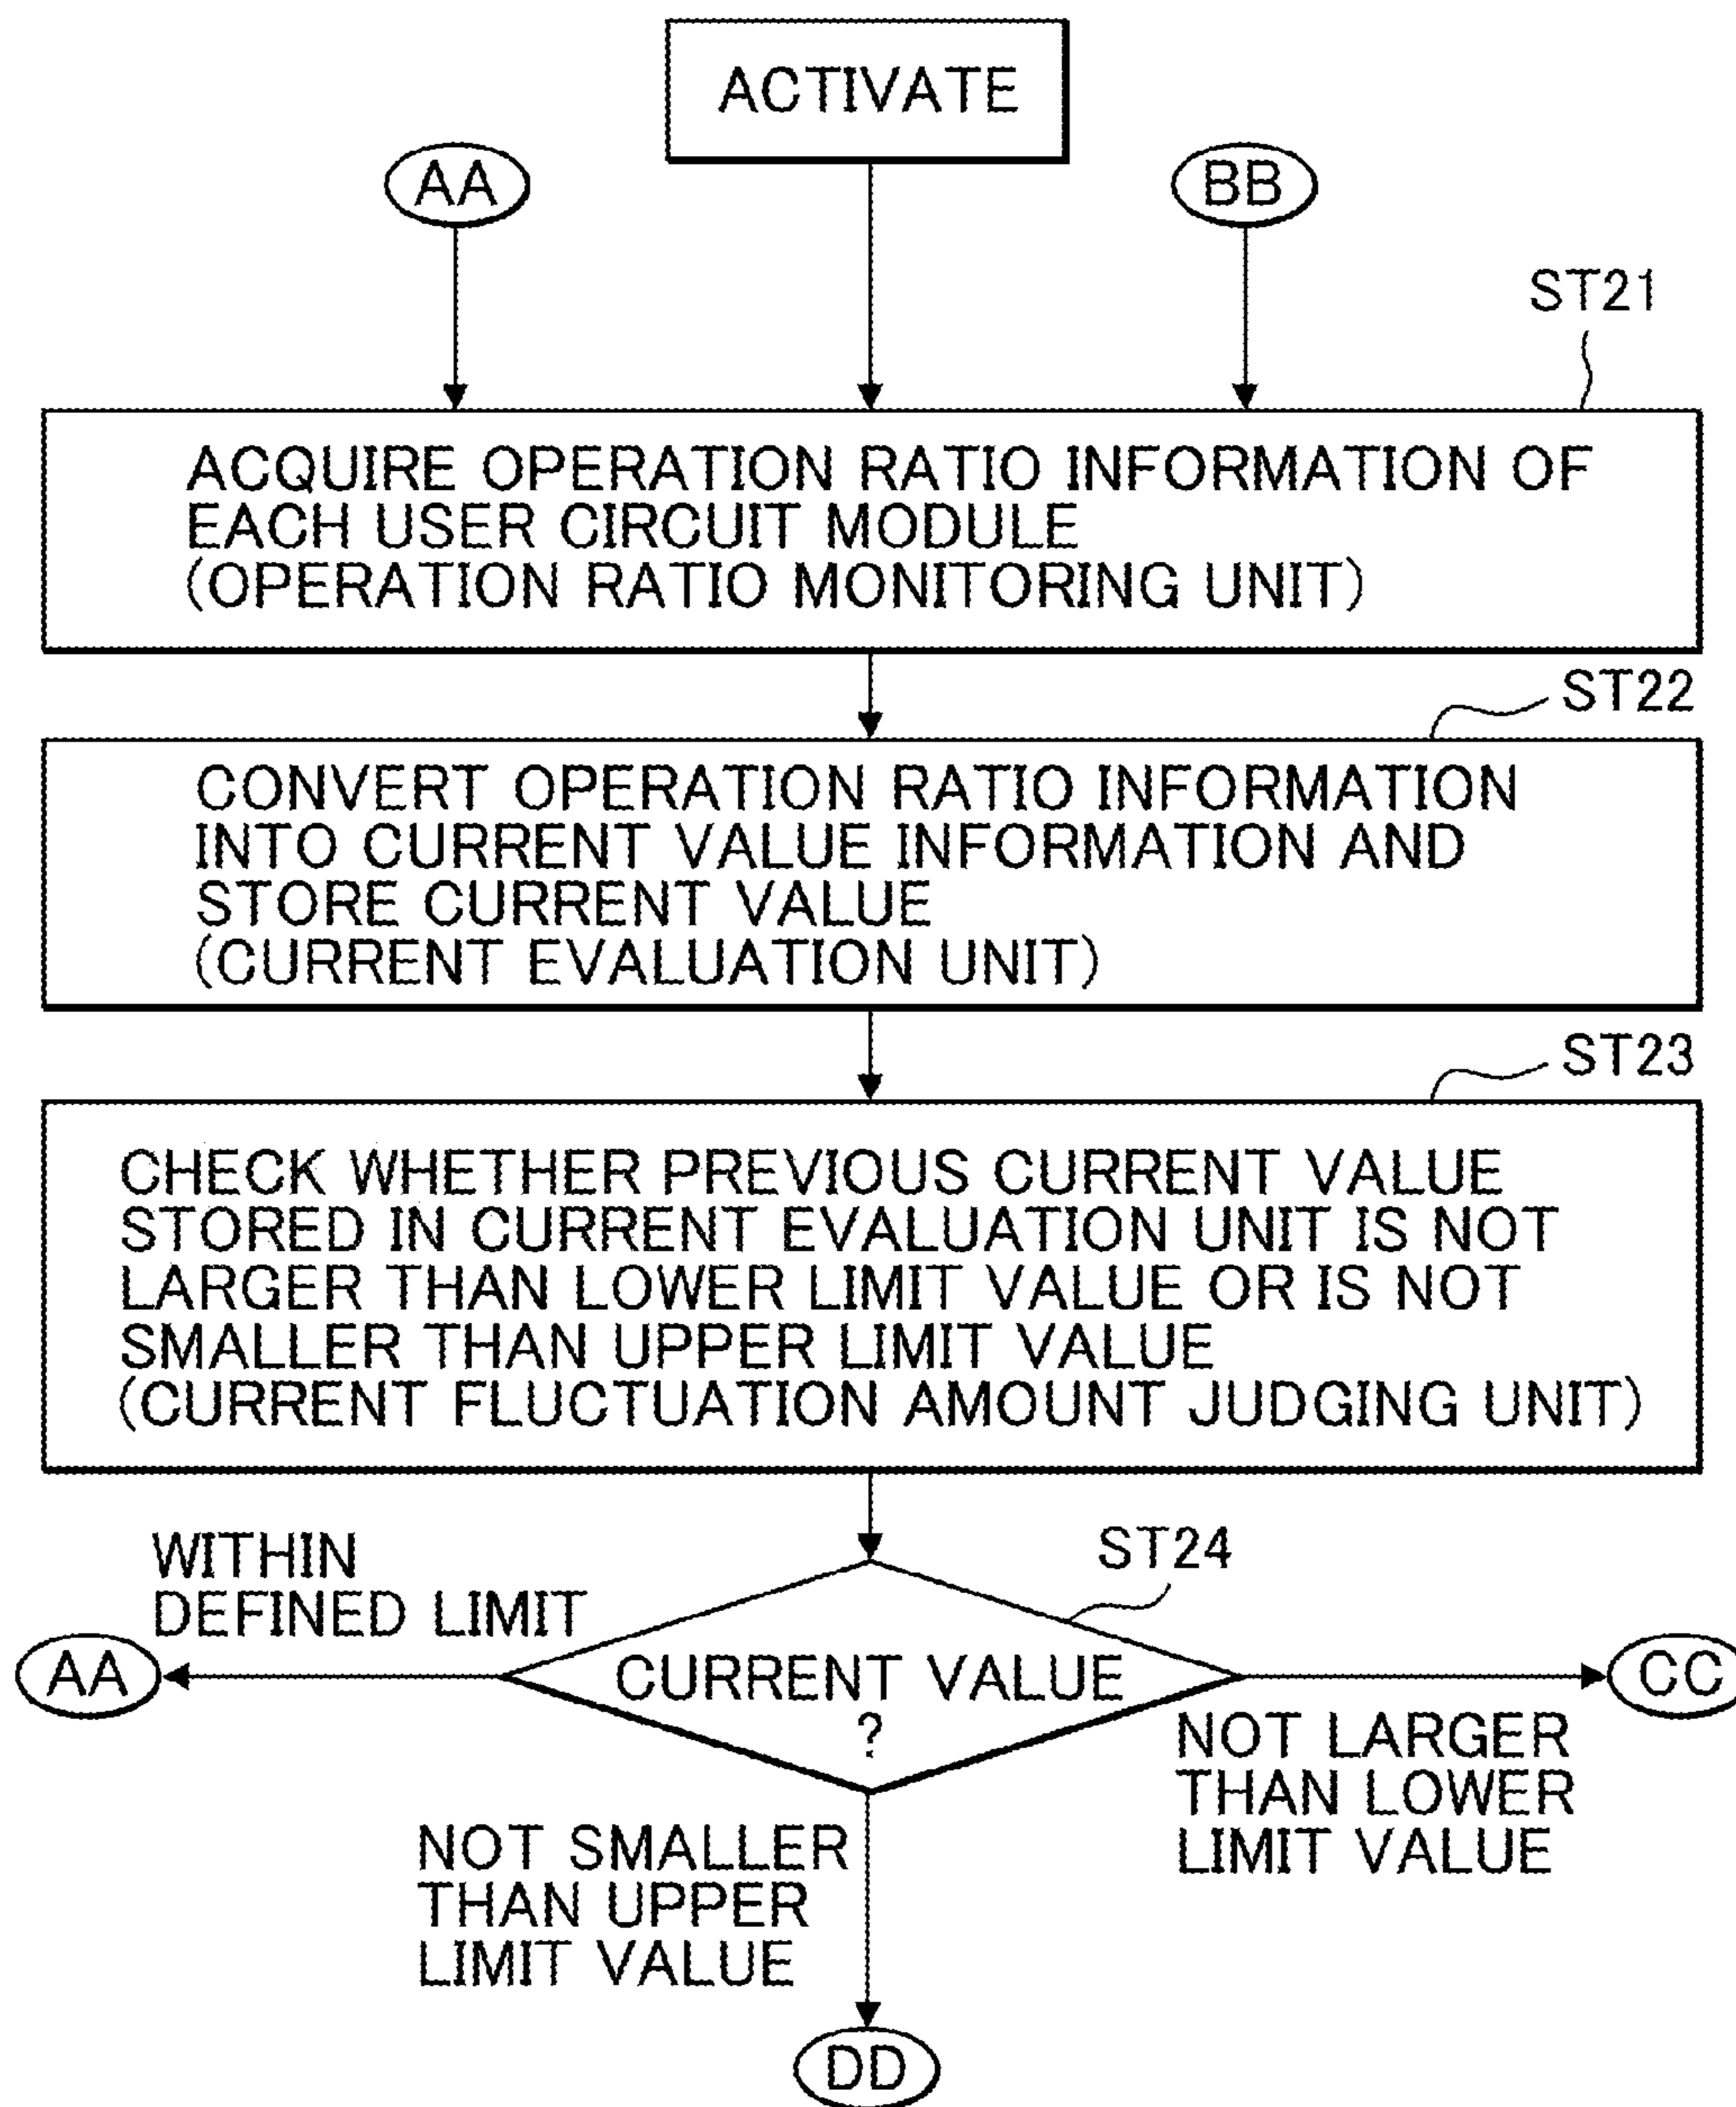 ACTIVATE
AA
BB
ST21
ACQUIRE OPERATION RATIO INFORMATION OF
EACH USER CIRCUIT MODULE
(OPERATION RATIO MONITORING UNIT)
ST22
CONVERT OPERATION RATIO INFORMATION
INTO CURRENT VALUE INFORMATION AND
STORE CURRENT VALUE
(CURRENT EVALUATION UNIT)
ST23
CHECK WHETHER PREVIOUS CURRENT VALUE
STORED IN CURRENT EVALUATION UNIT IS NOT
LARGER THAN LOWER LIMIT VALUE OR IS NOT
SMALLER THAN UPPER LIMIT VALUE
(CURRENT FLUCTUATION AMOUNT JUDGING UNIT)
WITHIN
DEFINED LIMIT
ST24
AA
CURRENT VALUE
?
CC
NOT LARGER
THAN LOWER
LIMIT VALUE
NOT SMALLER
THAN UPPER
LIMIT VALUE
DD